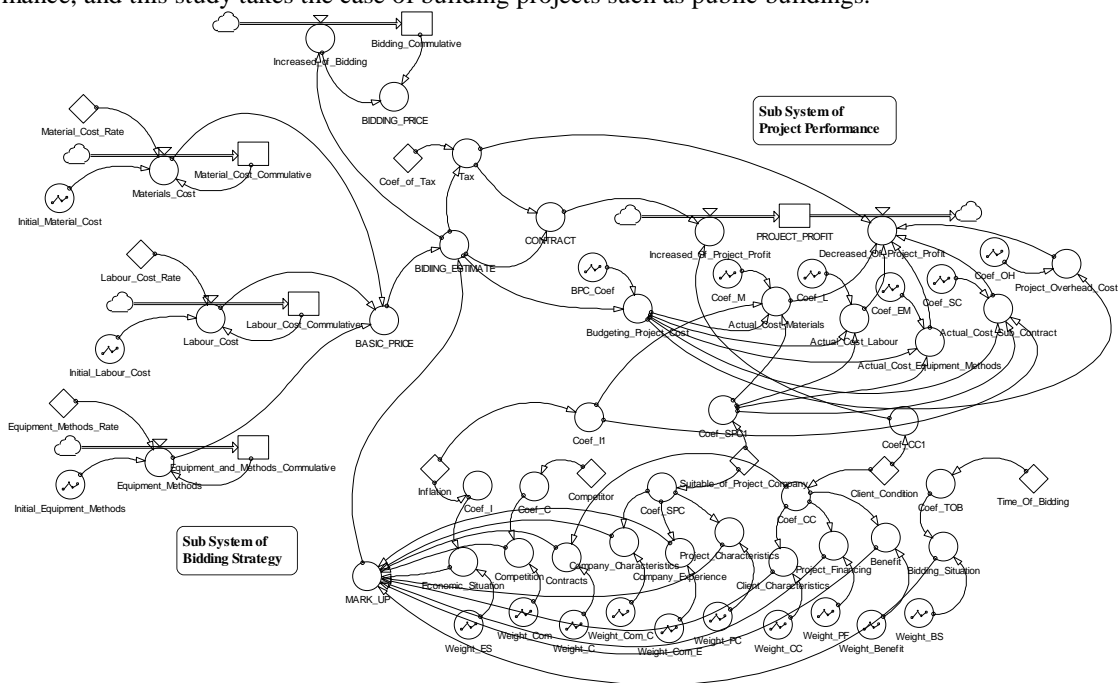 mance, and this study takes the case of building projects such as public buildings.
Bidding_Commulative
Increased_of_Bidding
BIDDING_PRICE
Sub System of
Project Performance
Material_Cost_Rate
Material_Cost_Commulative
Materials_Cost
Initial_Material_Cost
Coef_of_Tax
Tax
CONTRACT
BIDIING_ESTIMATE
PROJECT_PROFIT
Increased_Of_Project_Profit
Decreased_Of_Project_Profit
Coef_OH
Project_Overhead_Cost
Labour_Cost_Rate
Labour_Cost_Commulative
Labour_Cost
Initial_Labour_Cost
BASIC_PRICE
BPC_Coef
Coef_M
Coef_L
Coef_EM
Coef_SC
Budgeting_Project_Cost
Actual_Cost_Materials
Actual_Cost_Labour
Actual_Cost_Sub_Contract
Actual_Cost_Equipment_Methods
Equipment_Methods_Rate
Equipment_and_Methods_Commulative
Equipment_Methods
Initial_Equipment_Methods
Coef_I1
Coef_SPC1
Coef_CC1
Inflation
Competitor
Suitable_of_Project_Company
Client_Condition
Time_Of_Bidding
Coef_I
Coef_C
Coef_SPC
Coef_CC
Coef_TOB
Sub System of
Bidding Strategy
MARK_UP
Economic_Situation
Competition
Contracts
Company_Characteristics
Company_Experience
Project_Characteristics
Client_Characteristics
Project_Financing
Benefit
Bidding_Situation
Weight_ES
Weight_Com
Weight_C
Weight_Com_C
Weight_Com_E
Weight_PC
Weight_CC
Weight_PF
Weight_Benefit
Weight_BS